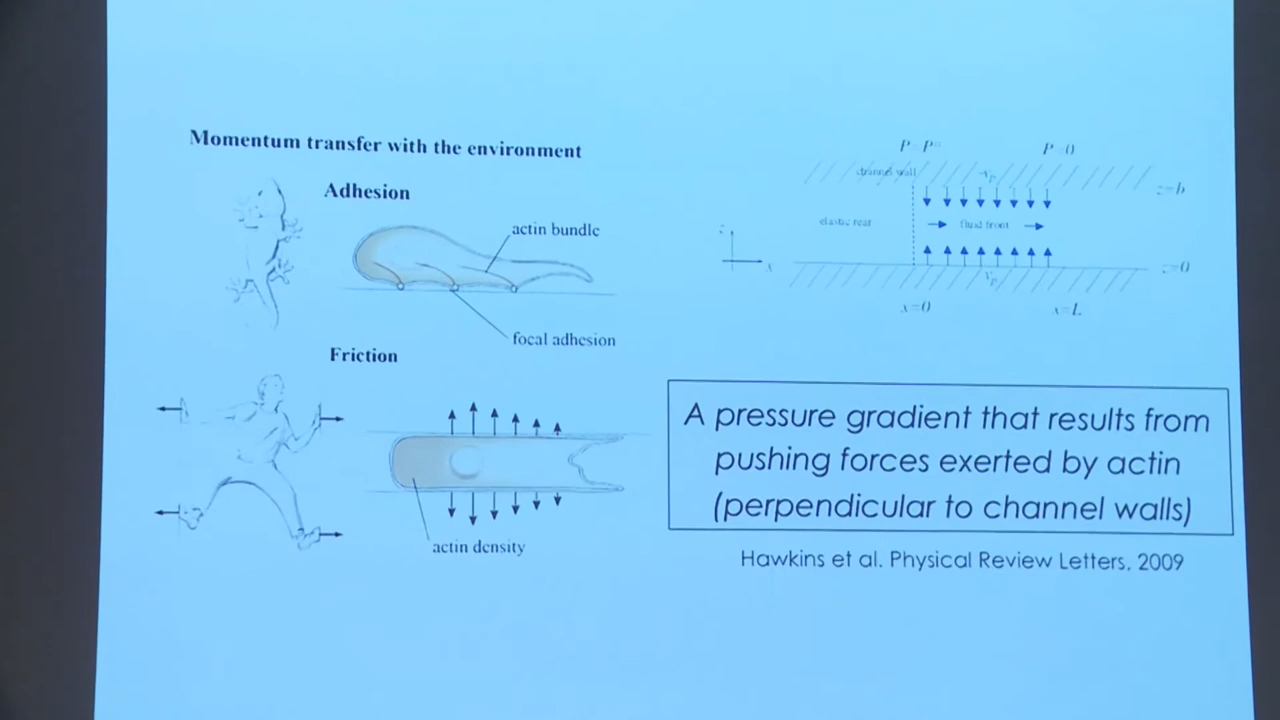 Momentum transfer with the environment
Adhesion
actin bundle
focal adhesion
Friction
actin density
channel wall
z=b
elastic rear
fluid front
z
x
z=0
x=0
x=L
A pressure gradient that results from
pushing forces exerted by actin
(perpendicular to channel walls)
Hawkins et al. Physical Review Letters. 2009